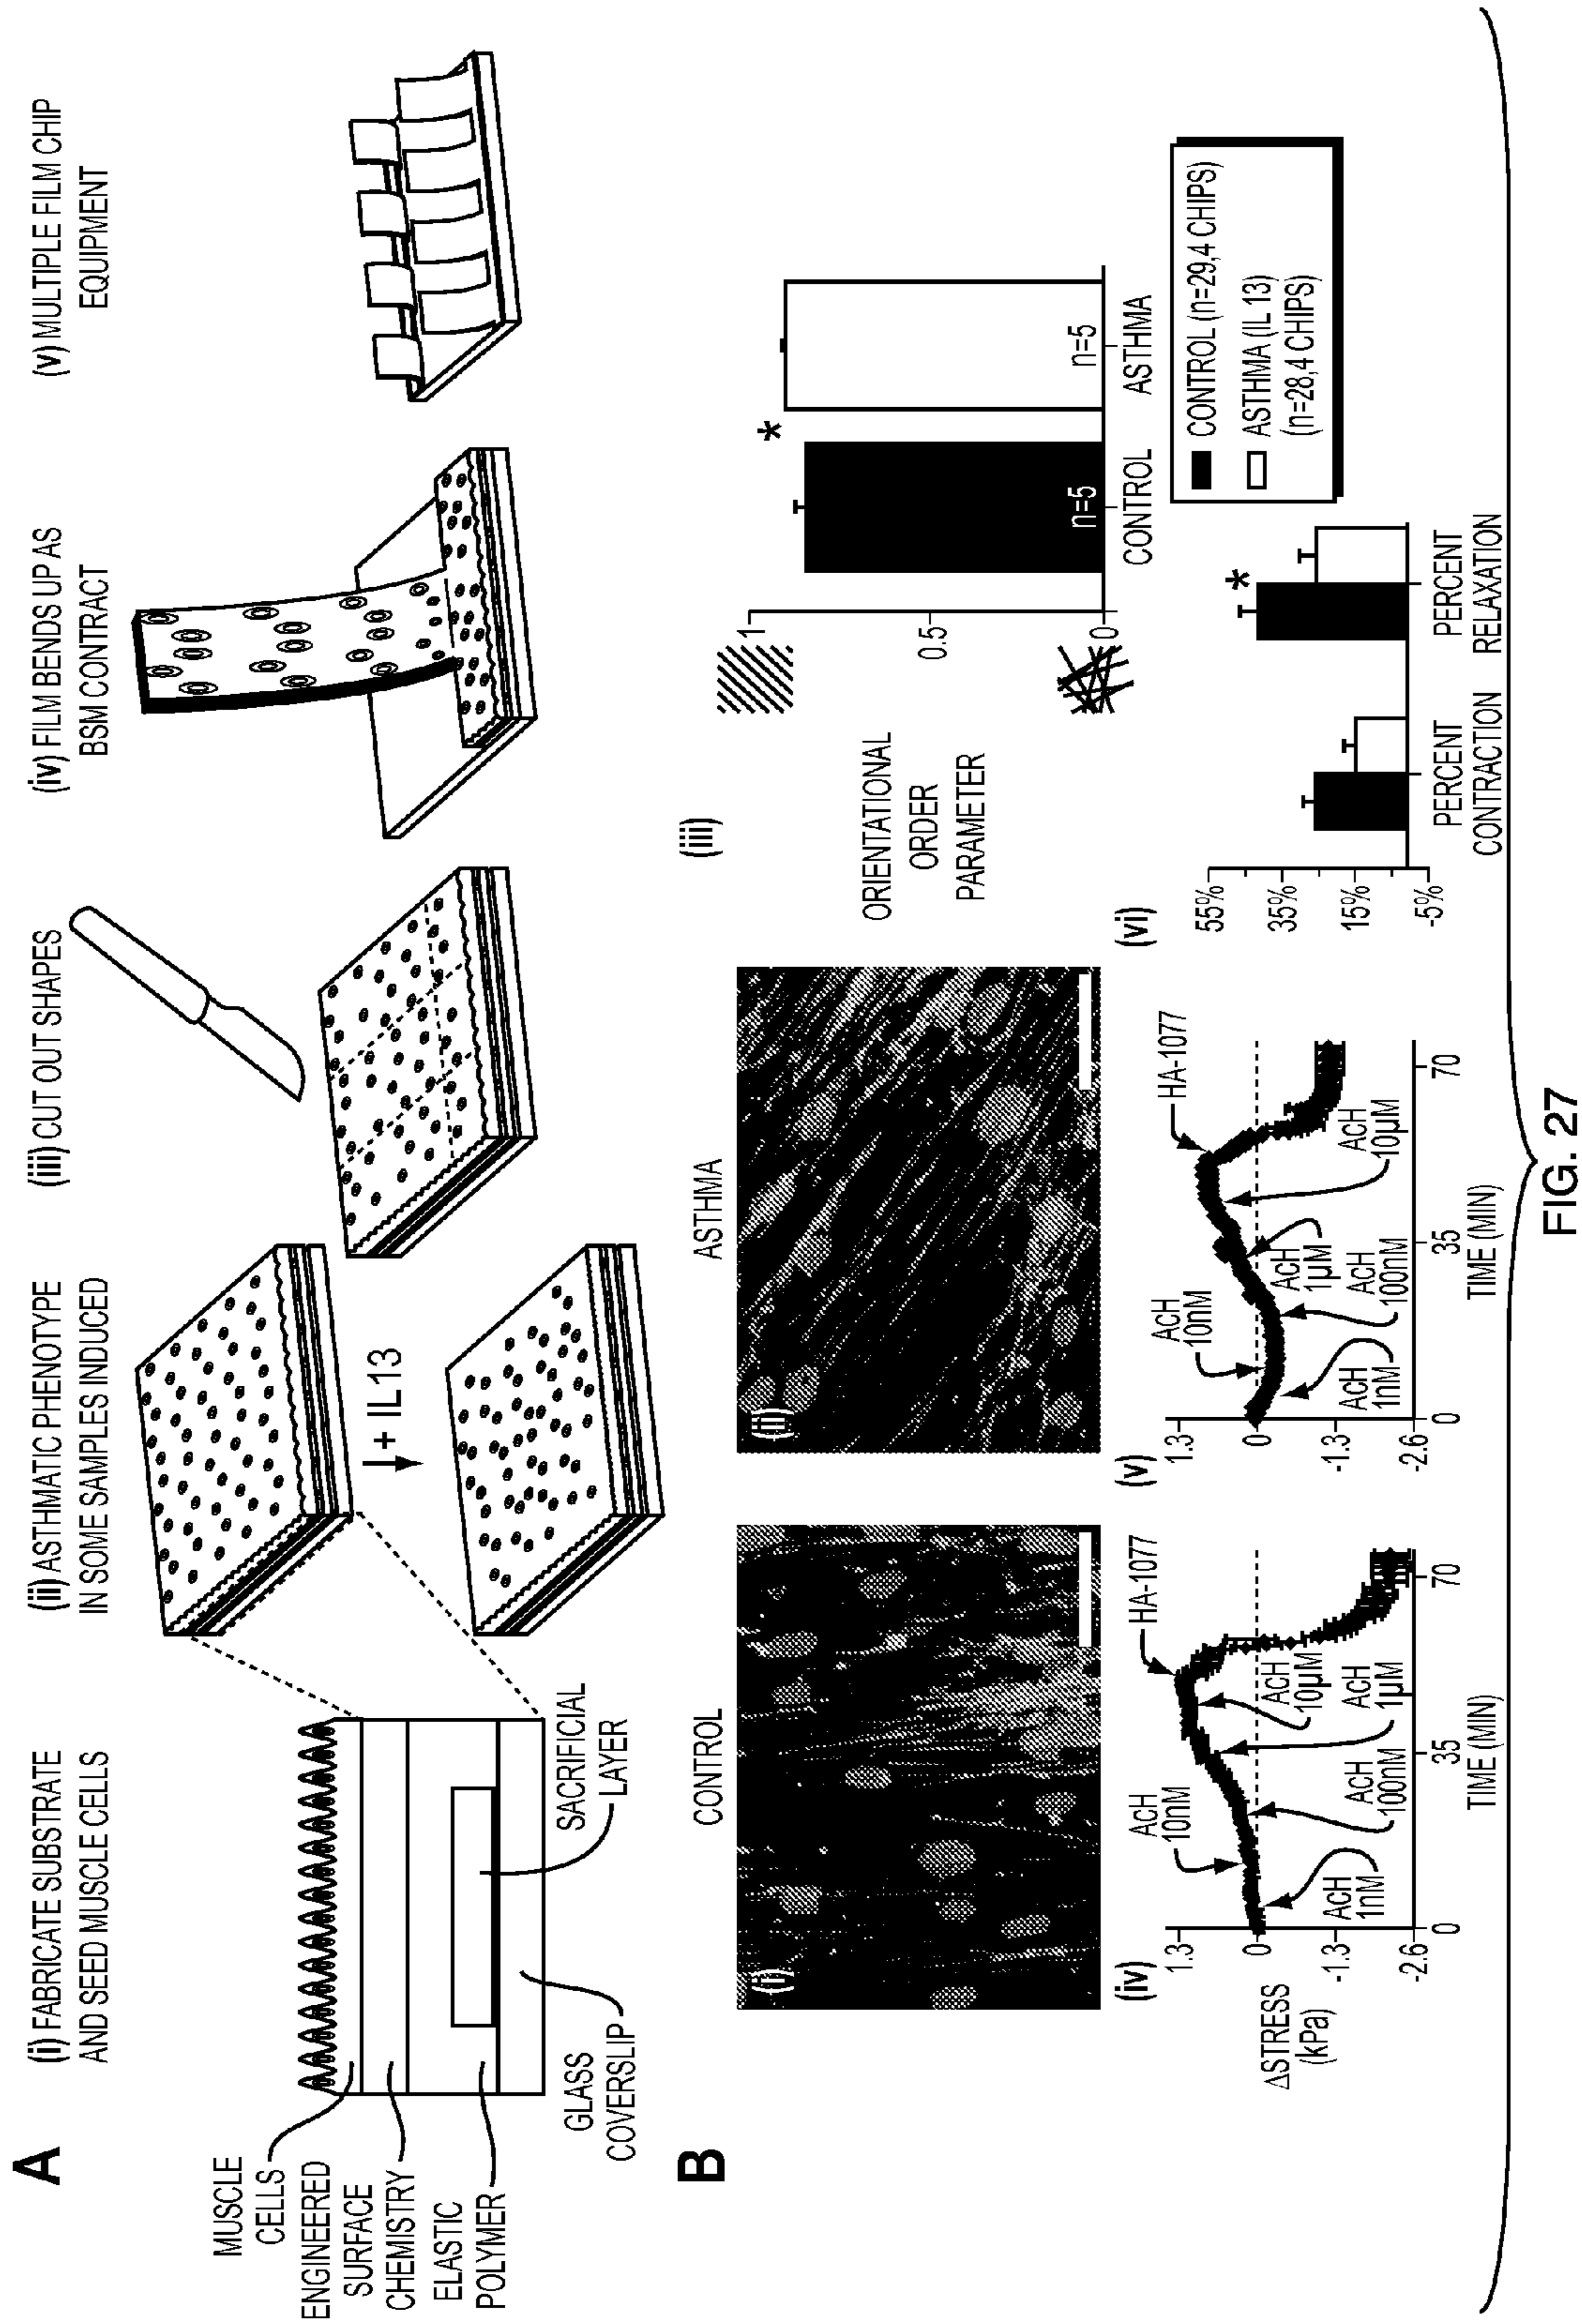 A
(i) FABRICATE SUBSTRATE
AND SEED MUSCLE CELLS
MUSCLE
CELLS
ENGINEERED
SURFACE
CHEMISTRY
ELASTIC
POLYMER
GLASS
COVERSLIP
SACRIFICIAL
LAYER
(ii) ASTHMATIC PHENOTYPE
IN SOME SAMPLES INDUCED
+ IL13
(iii) CUT OUT SHAPES
(iv) FILM BENDS UP AS
BSM CONTRACT
(v) MULTIPLE FILM CHIP
EQUIPMENT
B
CONTROL
(i)
ASTHMA
(ii)
(iii)
ORIENTATIONAL
ORDER
PARAMETER
1
0.5
0.0
*
n=5
n=5
CONTROL
ASTHMA
(iv)
ΔSTRESS
(kPa)
1.3
0
-1.3
-2.6
ACH
10nM
HA-1077
ACH
1nM
ACH
100nM
ACH
10µM
ACH
1µM
0
35
70
TIME (MIN)
(v)
1.3
0
-1.3
-2.6
ACH
10nM
HA-1077
ACH
1nM
ACH
1µM
ACH
100nM
ACH
10µM
0
35
70
TIME (MIN)
(vi)
55%
35%
15%
-5%
*
PERCENT
CONTRACTION
PERCENT
RELAXATION
CONTROL (n=29,4 CHIPS)
ASTHMA (IL 13)
(n=28,4 CHIPS)
FIG. 27